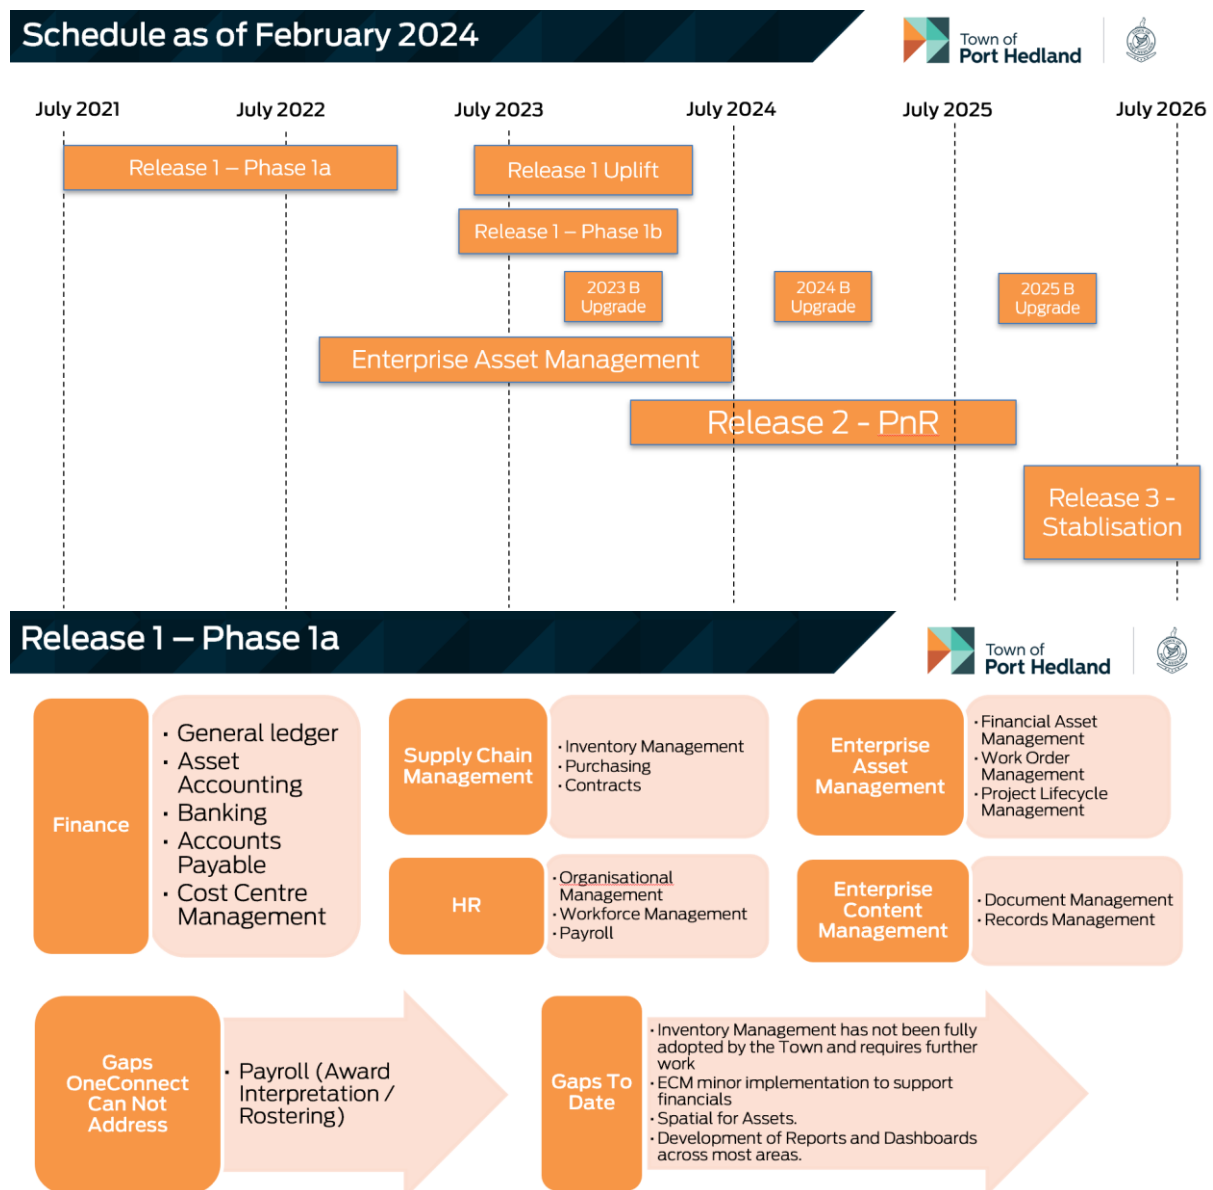 Schedule as of February 2024
Town of
Port Hedland
July 2021
July 2022
July 2023
July 2024
July 2025
July 2026
Release 1 – Phase 1a
Release 1 Uplift
Release 1 – Phase 1b
2023 B
Upgrade
2024 B
Upgrade
2025 B
Upgrade
Enterprise Asset Management
Release 2 - PnR
Release 3 -
Stablisation
Release 1 – Phase 1a
Town of
Port Hedland
Finance
· General ledger
· Asset
Accounting
· Banking
· Accounts
Payable
· Cost Centre
Management
Supply Chain
Management
· Inventory Management
· Purchasing
· Contracts
Enterprise
Asset
Management
· Financial Asset
Management
· Work Order
Management
· Project Lifecycle
Management
HR
· Organisational
Management
· Workforce Management
· Payroll
Enterprise
Content
Management
· Document Management
· Records Management
Gaps
OneConnect
Can Not
Address
· Payroll (Award
Interpretation /
Rostering)
Gaps To
Date
· Inventory Management has not been fully
adopted by the Town and requires further
work
· ECM minor implementation to support
financials
· Spatial for Assets.
· Development of Reports and Dashboards
across most areas.